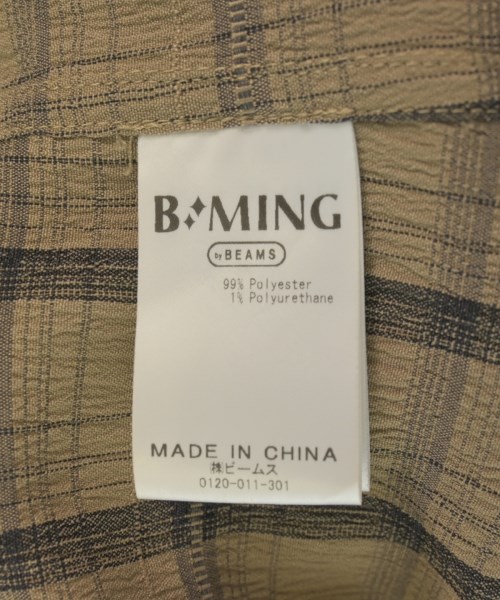 B:MING
by BEAMS
99% Polyester
1% Polyurethane
MADE IN CHINA
㈱ビームス
0120-011-301